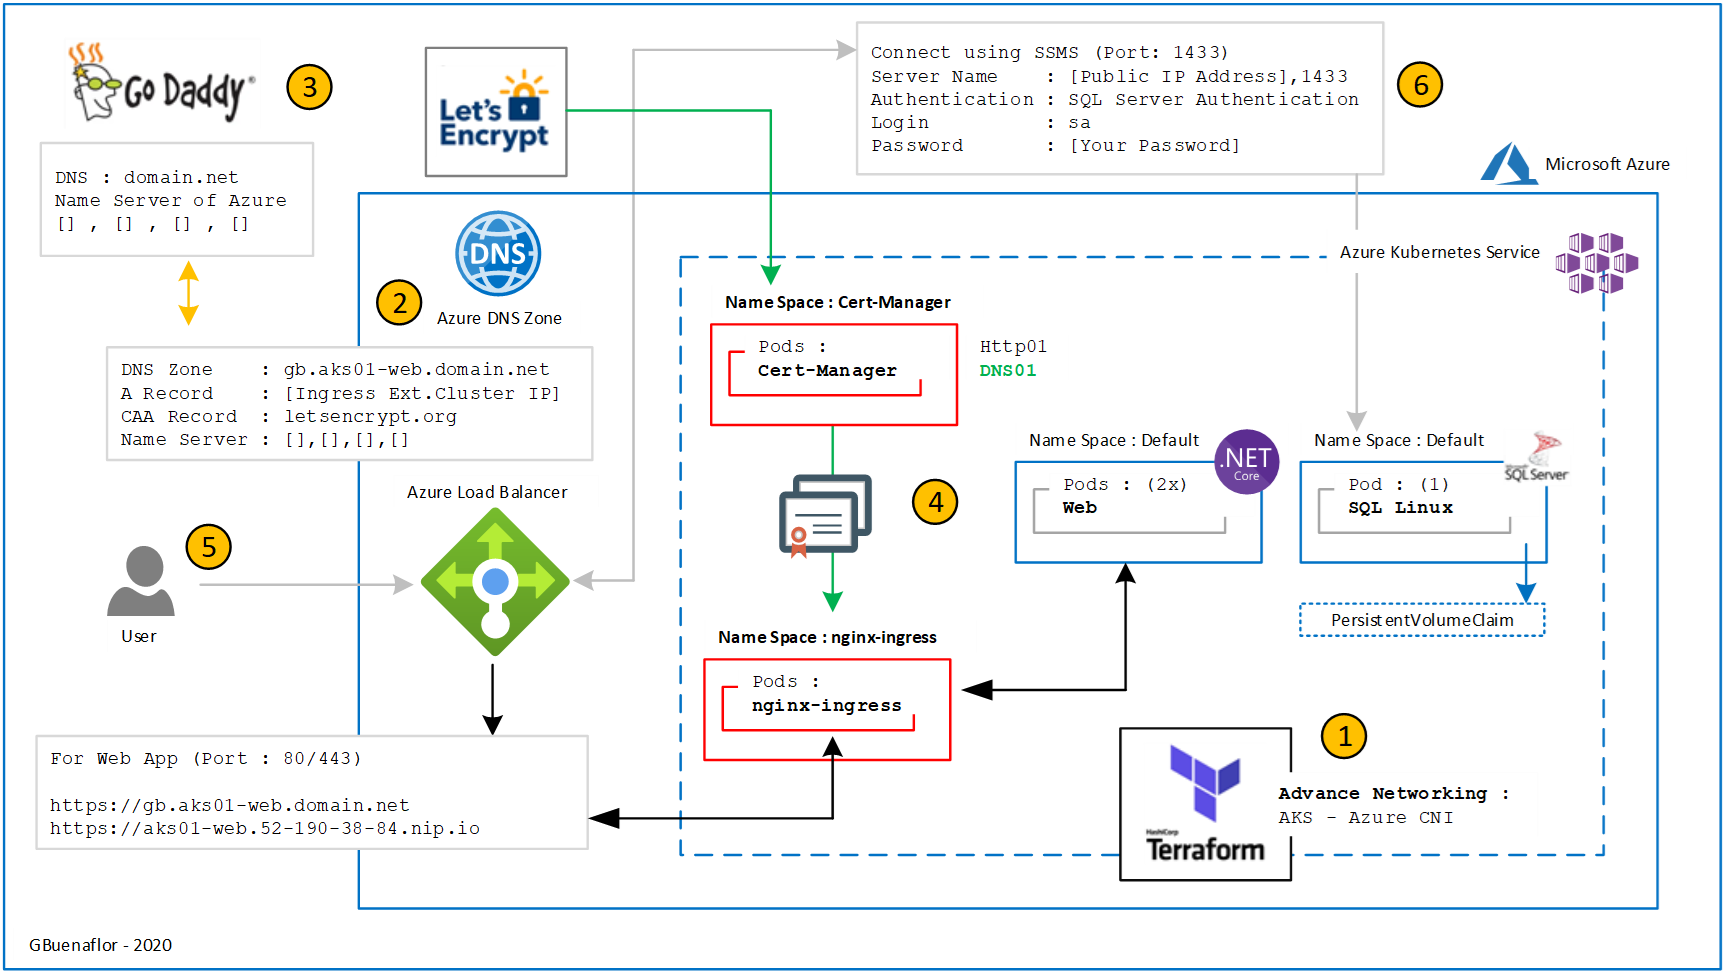 Go Daddy
3
DNS : domain.net
Name Server of Azure
[] , [] , [] , []
Let's
Encrypt
Connect using SSMS (Port: 1433)
Server Name : [Public IP Address],1433
Authentication : SQL Server Authentication
Login : sa
Password : [Your Password]
6
Microsoft Azure
DNS
2
Azure DNS Zone
DNS Zone : gb.aks01-web.domain.net
A Record : [Ingress Ext.Cluster IP]
CAA Record : letsencrypt.org
Name Server : [],[],[],[]
Azure Kubernetes Service
Name Space : Cert-Manager
Pods :
Cert-Manager
Http01
DNS01
4
Name Space : Default
.NET
Core
Pods : (2x)
Web
Name Space : Default
Microsoft
SQL Server
Pod : (1)
SQL Linux
PersistentVolumeClaim
Azure Load Balancer
5
User
Name Space : nginx-ingress
Pods :
nginx-ingress
For Web App (Port : 80/443)
https://gb.aks01-web.domain.net
https://aks01-web.52-190-38-84.nip.io
1
HashiCorp
Terraform
Advance Networking :
AKS - Azure CNI
GBuenaflor - 2020